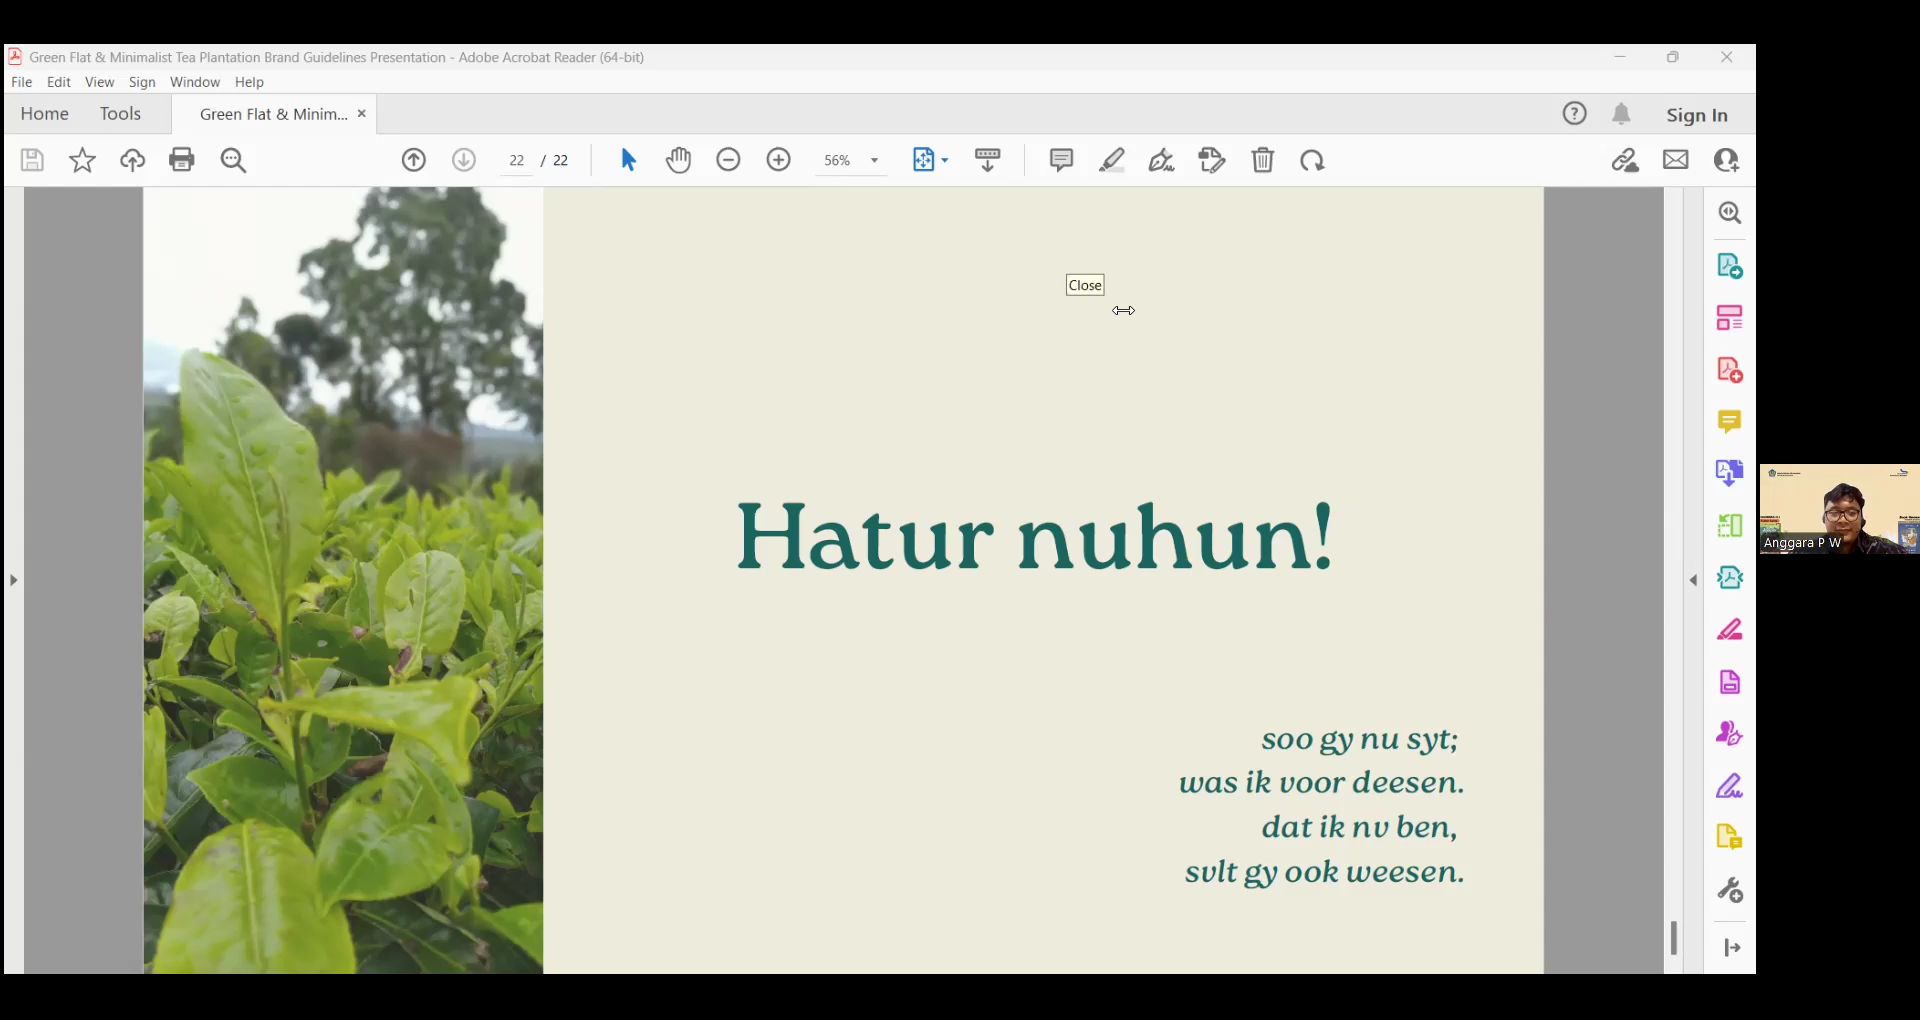 Green Flat & Minimalist Tea Plantation Brand Guidelines Presentation - Adobe Acrobat Reader (64-bit)
File Edit View Sign Window Help
Home Tools Green Flat & Minim... × Sign In
22 / 22 56%
Close
Hatur nuhun!
soo gy nu syt;
was ik voor deesen.
dat ik nv ben,
svlt gy ook weesen.
Anggara P W